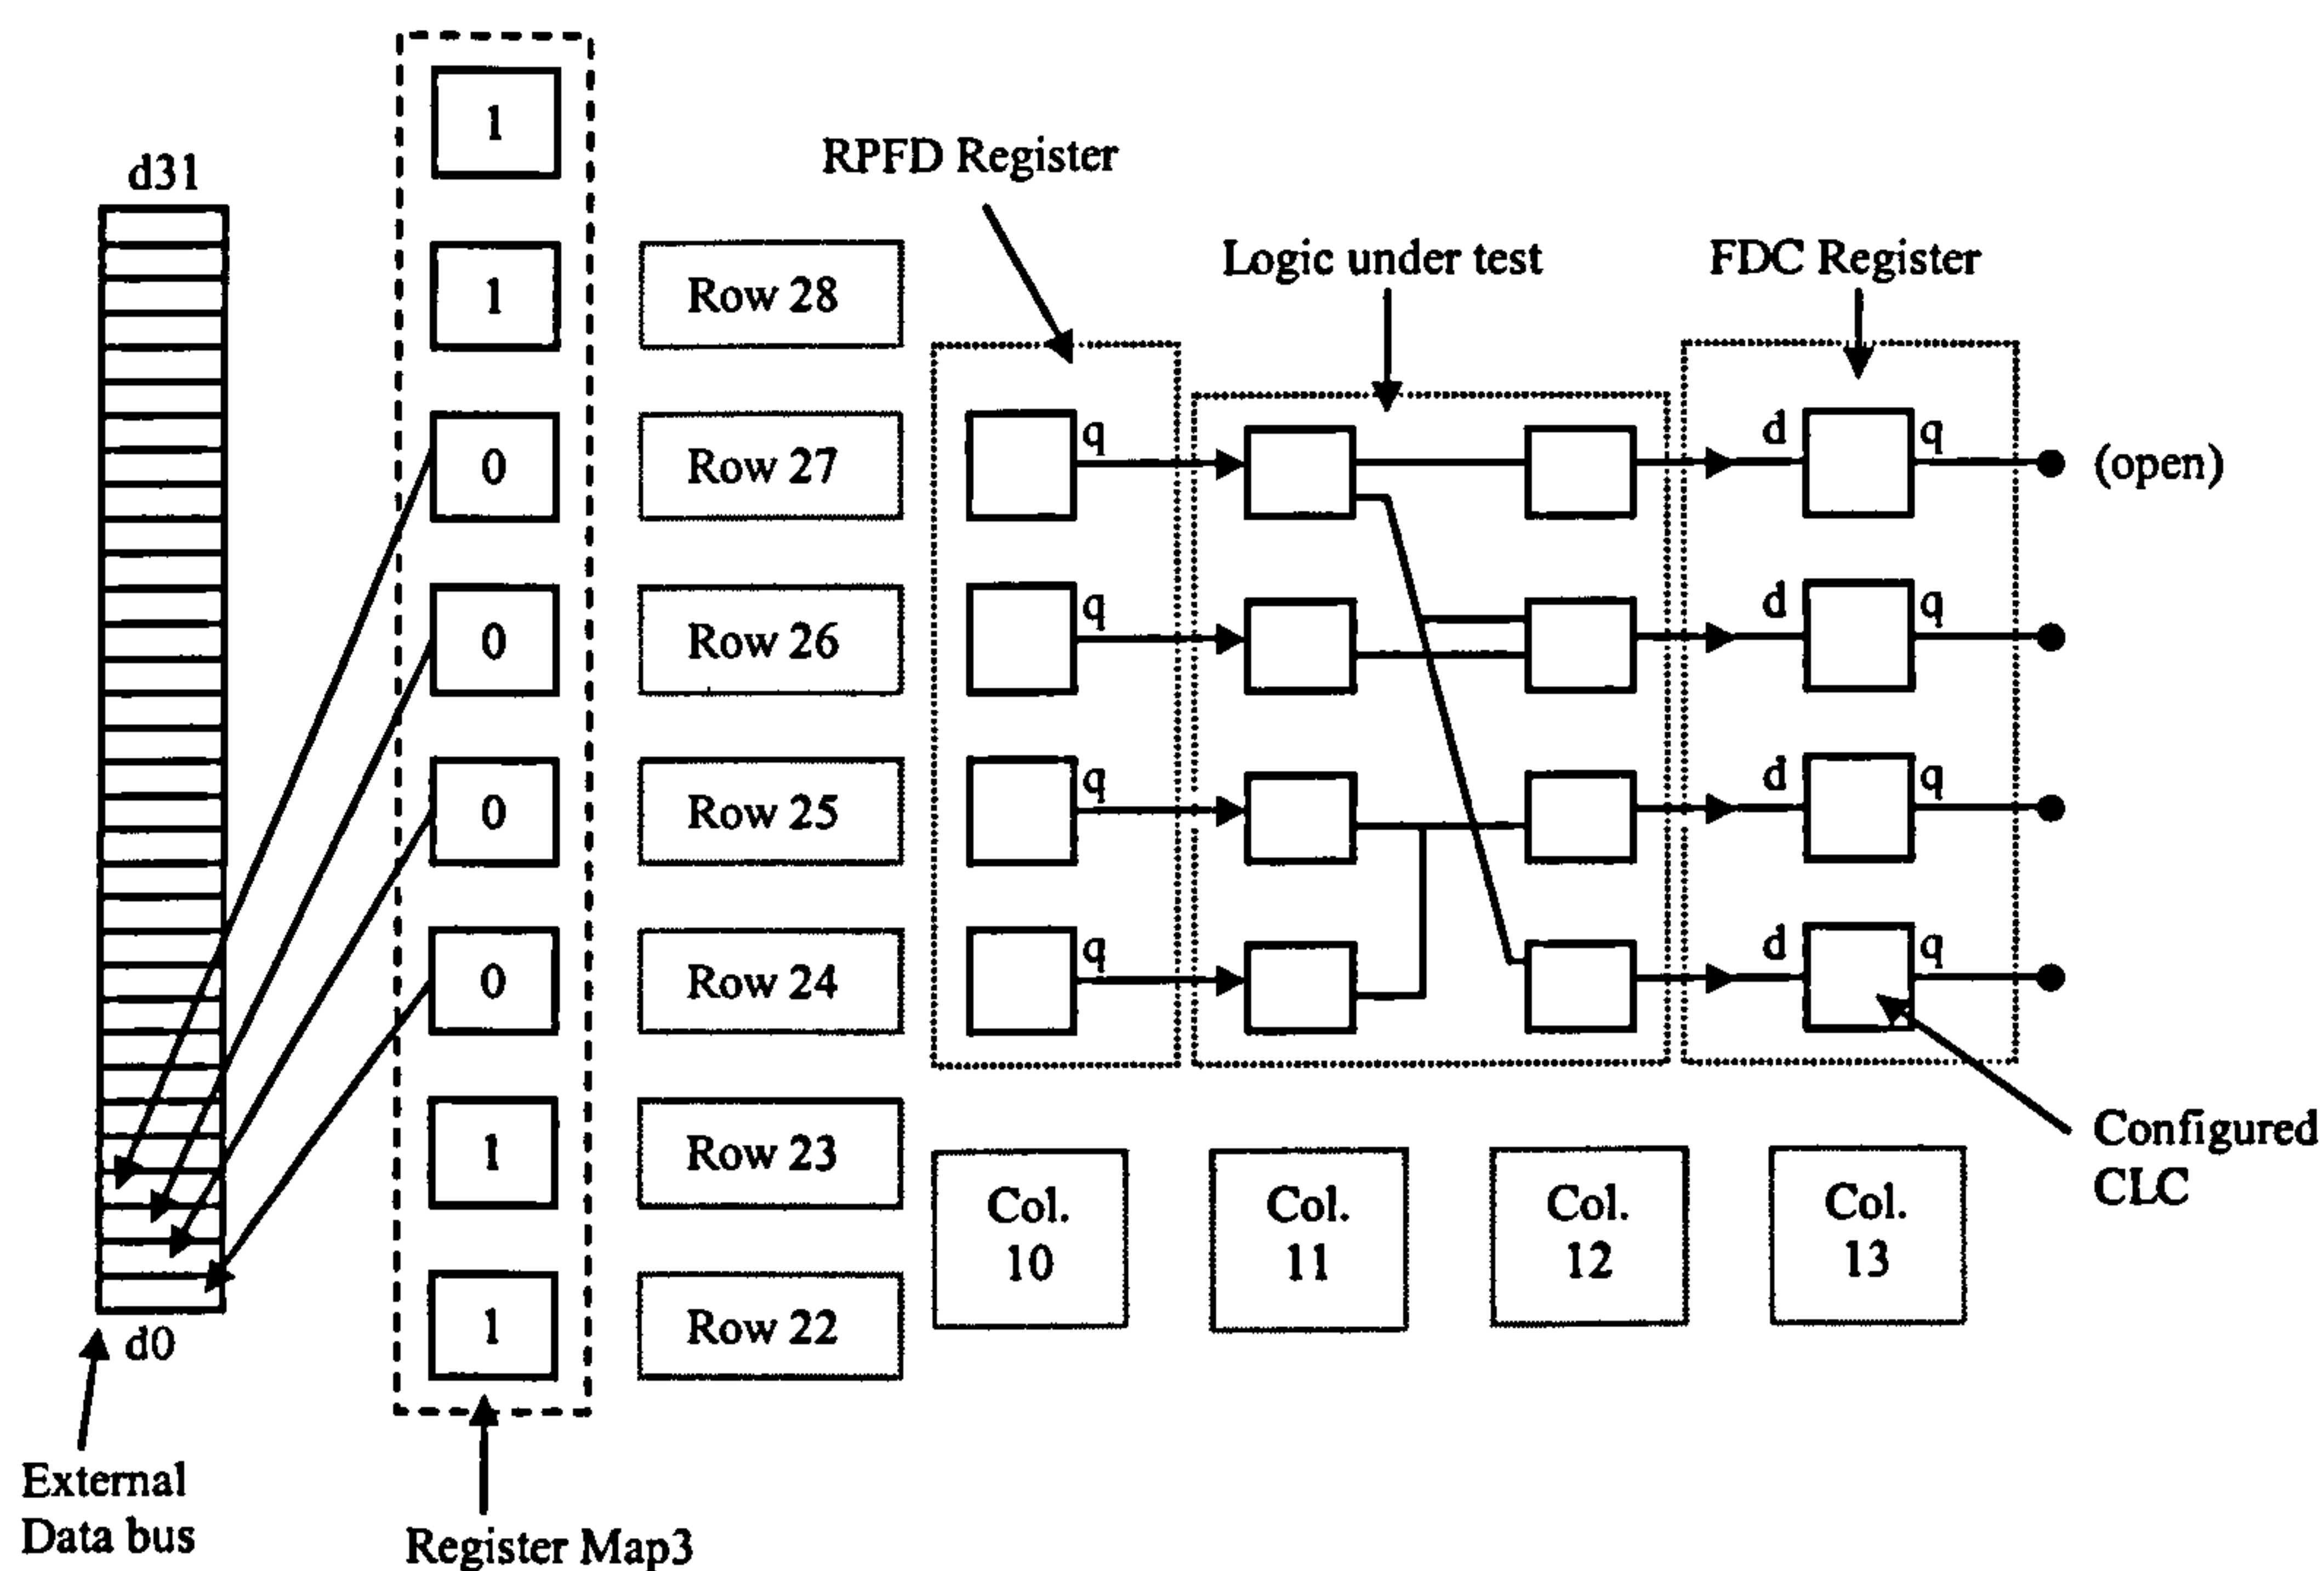 d31
1
1
0
0
0
0
1
1
d0
External
Data bus
Register Map3
Row 28
Row 27
Row 26
Row 25
Row 24
Row 23
Row 22
RPFD Register
q
q
q
q
Logic under test
FDC Register
d q
d q
d q
d q
(open)
Configured
CLC
Col.
10
Col.
11
Col.
12
Col.
13